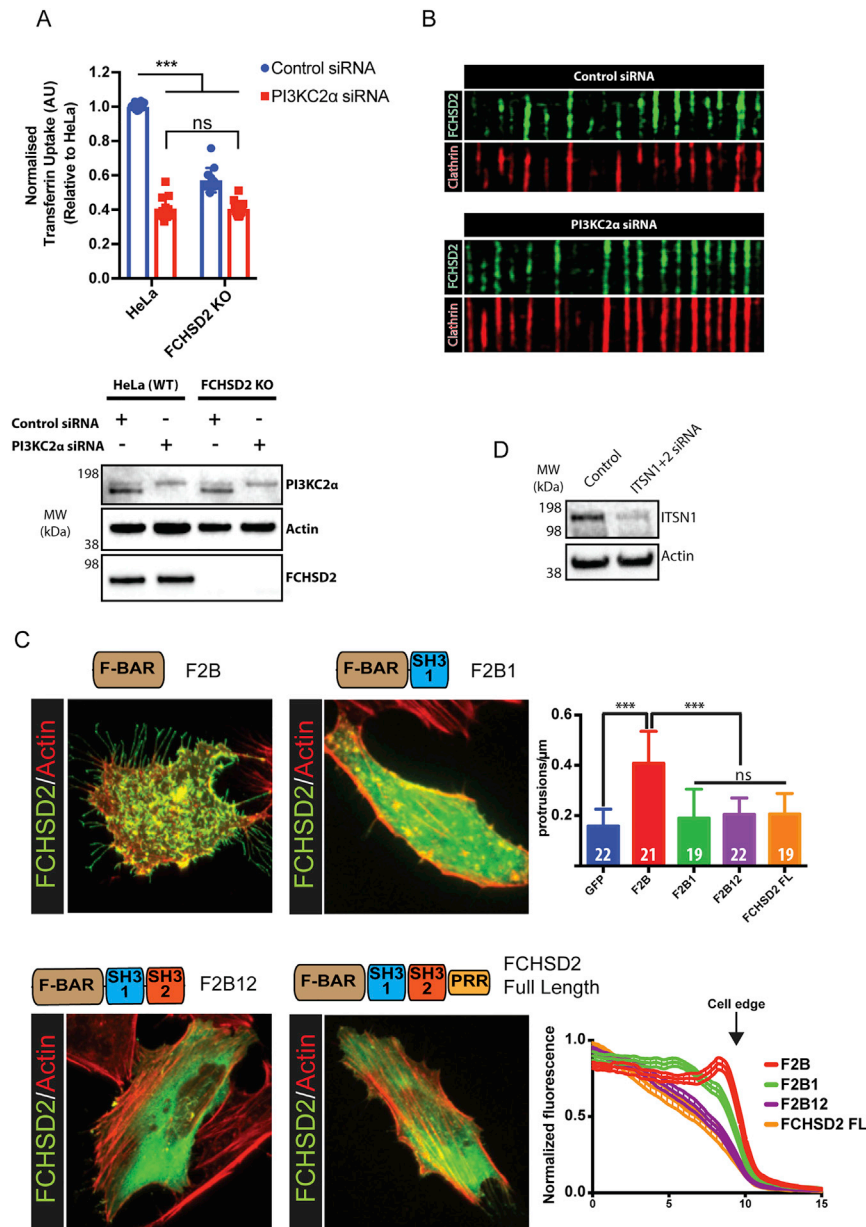 A
B
***
ns
Control siRNA
PI3KC2α siRNA
Normalised
Transferrin Uptake (AU)
(Relative to HeLa)
1.2
1.0
0.8
0.6
0.4
0.2
0.0
HeLa
FCHSD2 KO
Control siRNA
FCHSD2
Clathrin
PI3KC2α siRNA
FCHSD2
Clathrin
HeLa (WT) FCHSD2 KO
Control siRNA + - + -
PI3KC2α siRNA - + - +
MW
(kDa)
198
PI3KC2α
Actin
38
98
FCHSD2
D
MW
(kDa)
Control
ITSN1+2 siRNA
198
98
ITSN1
38
Actin
C
F-BAR
F2B
FCHSD2/Actin
F-BAR
SH3
1
F2B1
FCHSD2/Actin
protrusions/µm
0.6
0.4
0.2
***
***
ns
22
21
19
22
19
GFP
F2B
F2B1
F2B12
FCHSD2 FL
F-BAR
SH3
1
SH3
2
F2B12
FCHSD2/Actin
F-BAR
SH3
1
SH3
2
PRR
FCHSD2
Full Length
FCHSD2/Actin
Cell edge
Normalized fluorescence
1.0
0.5
0.0
0
5
10
15
F2B
F2B1
F2B12
FCHSD2 FL